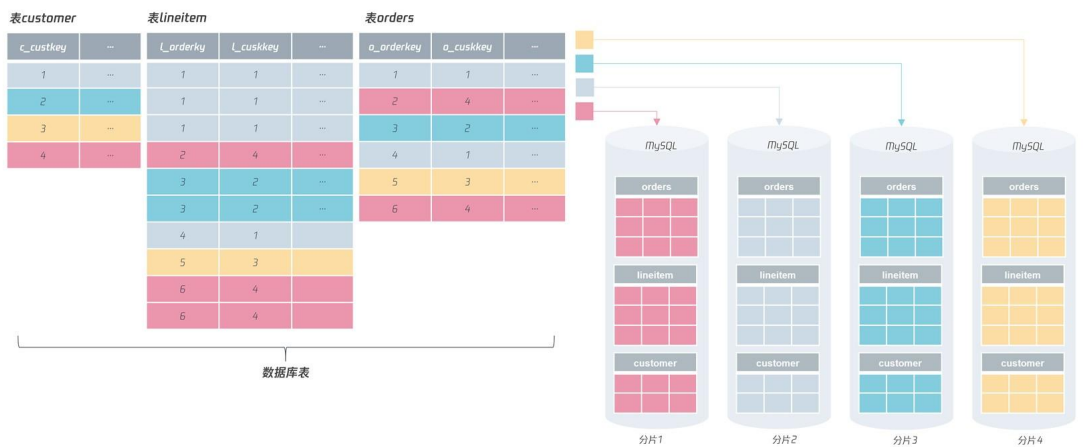 表customer
c_custkey ...
1 ...
2 ...
3 ...
4 ...
表lineitem
l_orderky l_cuskkey ...
1 1 ...
1 1 ...
1 1 ...
2 4 ...
3 2 ...
3 2 ...
4 1
5 3
6 4
6 4
表orders
o_orderkey o_cuskey ...
1 1 ...
2 4 ...
3 2 ...
4 1 ...
5 3 ...
6 4 ...
数据库表
MySQL
orders
lineitem
customer
分片1
MySQL
orders
lineitem
customer
分片2
MySQL
orders
lineitem
customer
分片3
MySQL
orders
lineitem
customer
分片4